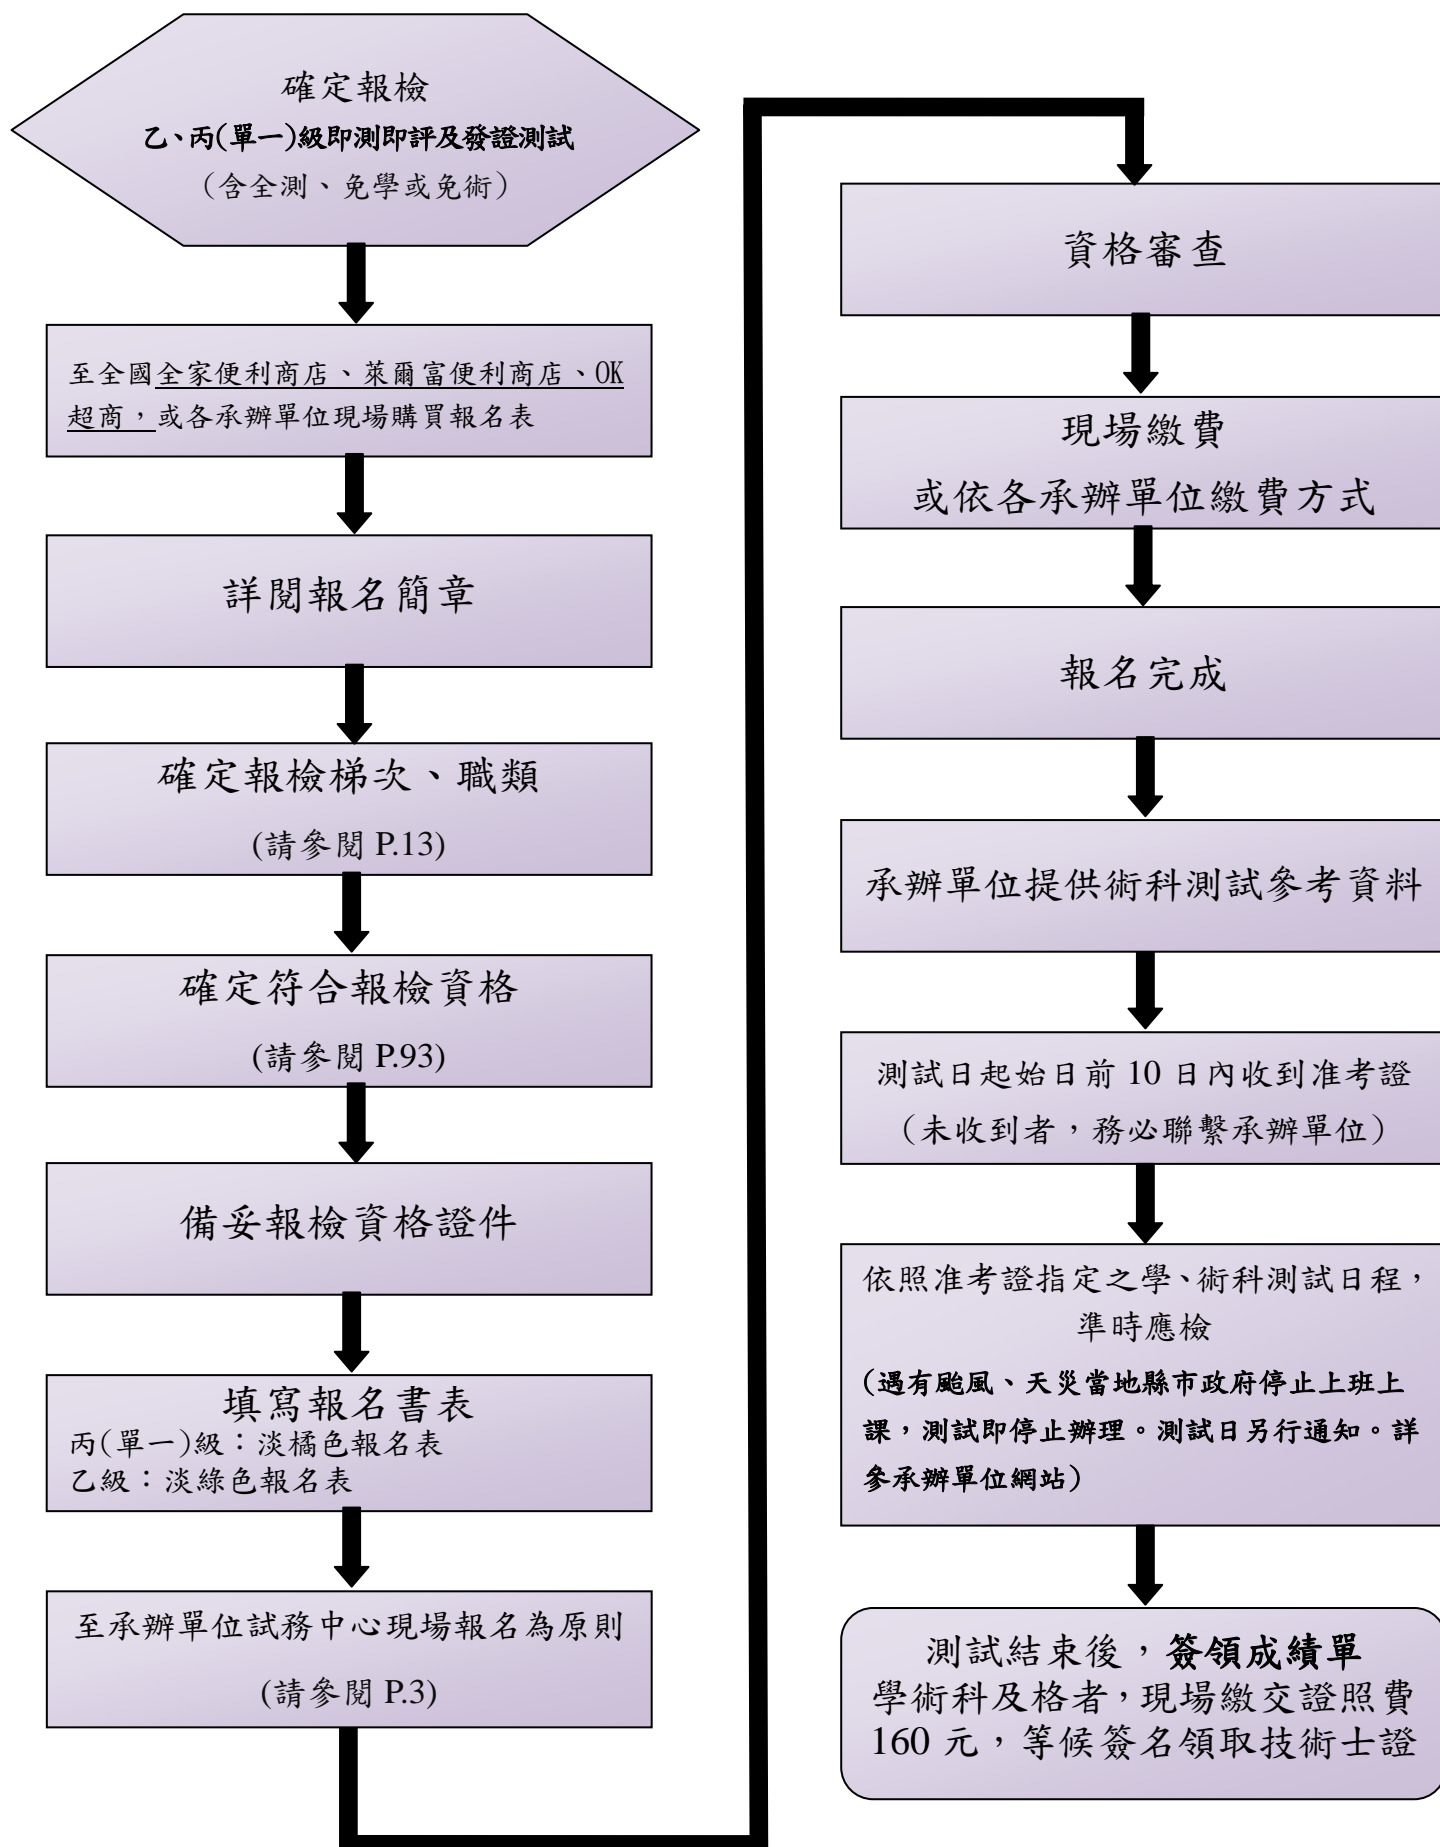 確定報檢
乙、丙(單一)級即測即評及發證測試
（含全測、免學或免術）
至全國全家便利商店、萊爾富便利商店、OK
超商，或各承辦單位現場購買報名表
詳閱報名簡章
確定報檢梯次、職類
(請參閱 P.13)
確定符合報檢資格
(請參閱 P.93)
備妥報檢資格證件
填寫報名書表
丙(單一)級：淡橘色報名表
乙級：淡綠色報名表
至承辦單位試務中心現場報名為原則
(請參閱 P.3)
資格審查
現場繳費
或依各承辦單位繳費方式
報名完成
承辦單位提供術科測試參考資料
測試日起始日前 10 日內收到准考證
（未收到者，務必聯繫承辦單位）
依照准考證指定之學、術科測試日程，
準時應檢
(遇有颱風、天災當地縣市政府停止上班上
課，測試即停止辦理。測試日另行通知。詳
參承辦單位網站)
測試結束後，簽領成績單
學術科及格者，現場繳交證照費
160 元，等候簽名領取技術士證